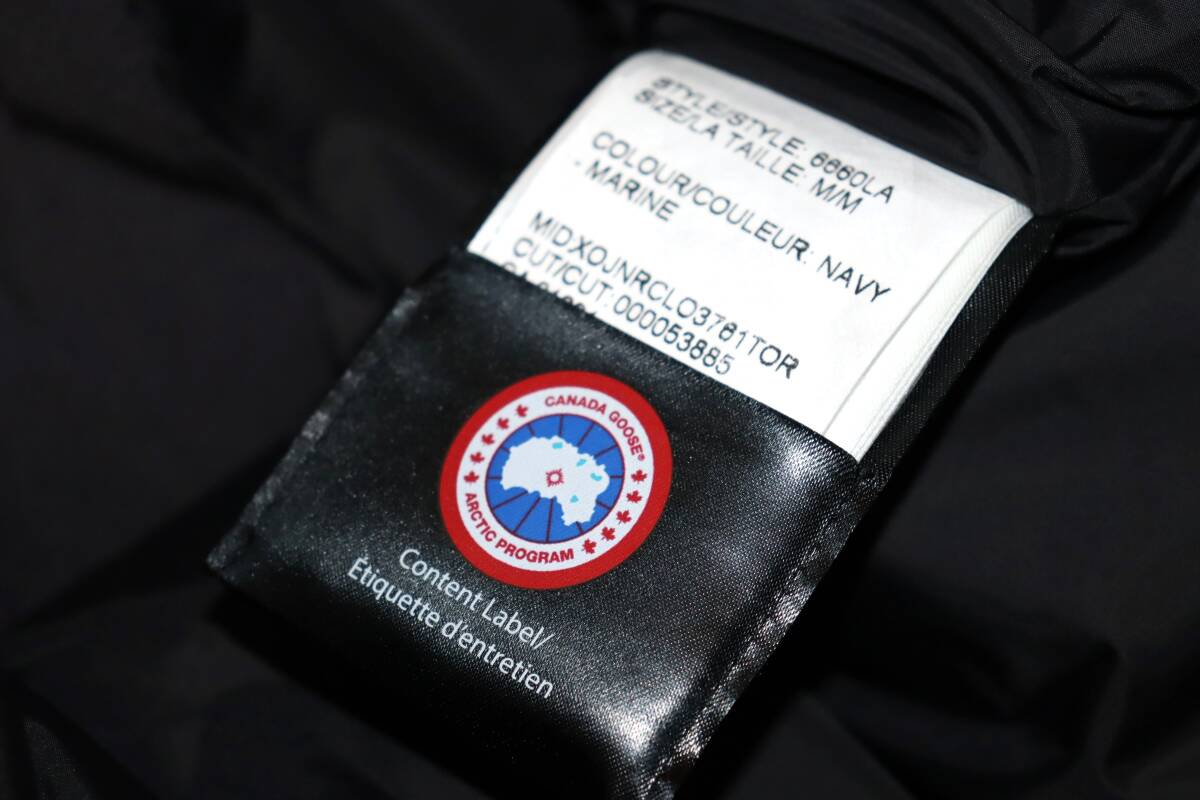 STYLE/STYLE: 6660LA
SIZE/LA TAILLE: M/M
COLOUR/COULEUR: NAVY
- MARINE
MIDXOJNRCLO3761TOR
CUT/CUT: 000053885
CANADA GOOSE®
ARCTIC PROGRAM
Content Label/
Étiquette d'entretien